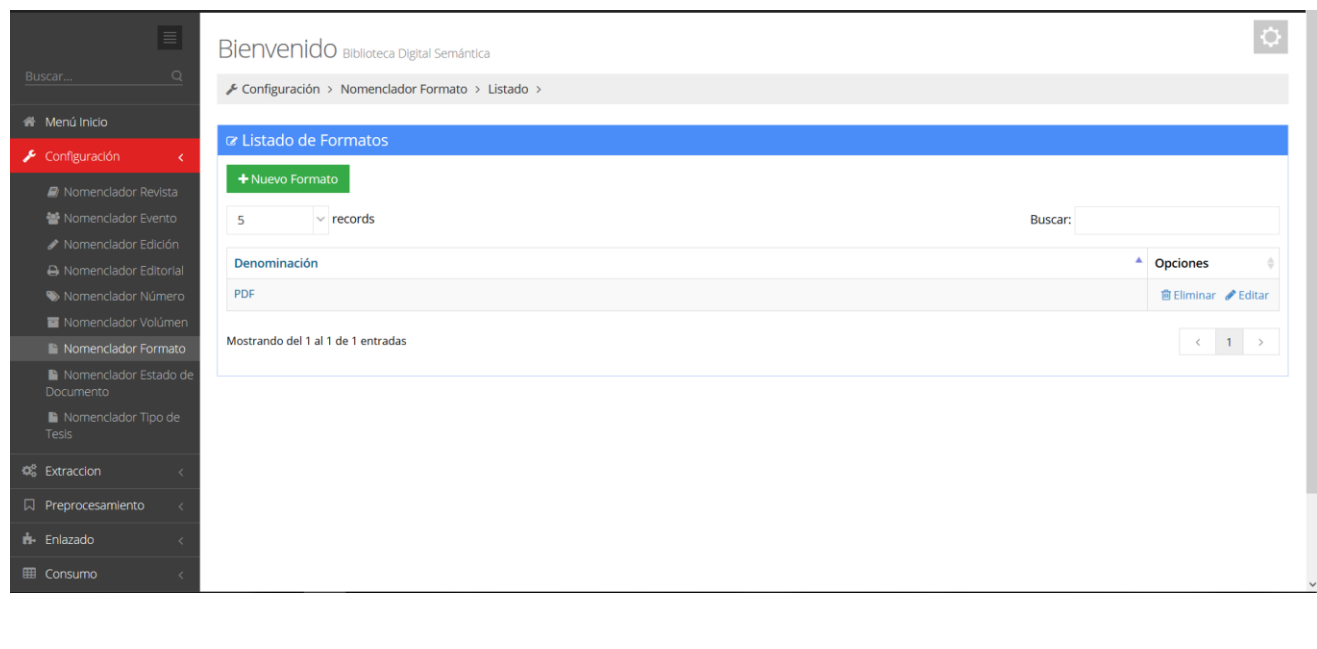 Buscar...
Menú Inicio
Configuración
Nomenclador Revista
Nomenclador Evento
Nomenclador Edición
Nomenclador Editorial
Nomenclador Número
Nomenclador Volúmen
Nomenclador Formato
Nomenclador Estado de
Documento
Nomenclador Tipo de
Tesis
Extraccion
Preprocesamiento
Enlazado
Consumo
Bienvenido Biblioteca Digital Semántica
Configuración > Nomenclador Formato > Listado >
Listado de Formatos
+ Nuevo Formato
5 records Buscar:
Denominación Opciones
PDF Eliminar Editar
Mostrando del 1 al 1 de 1 entradas < 1 >